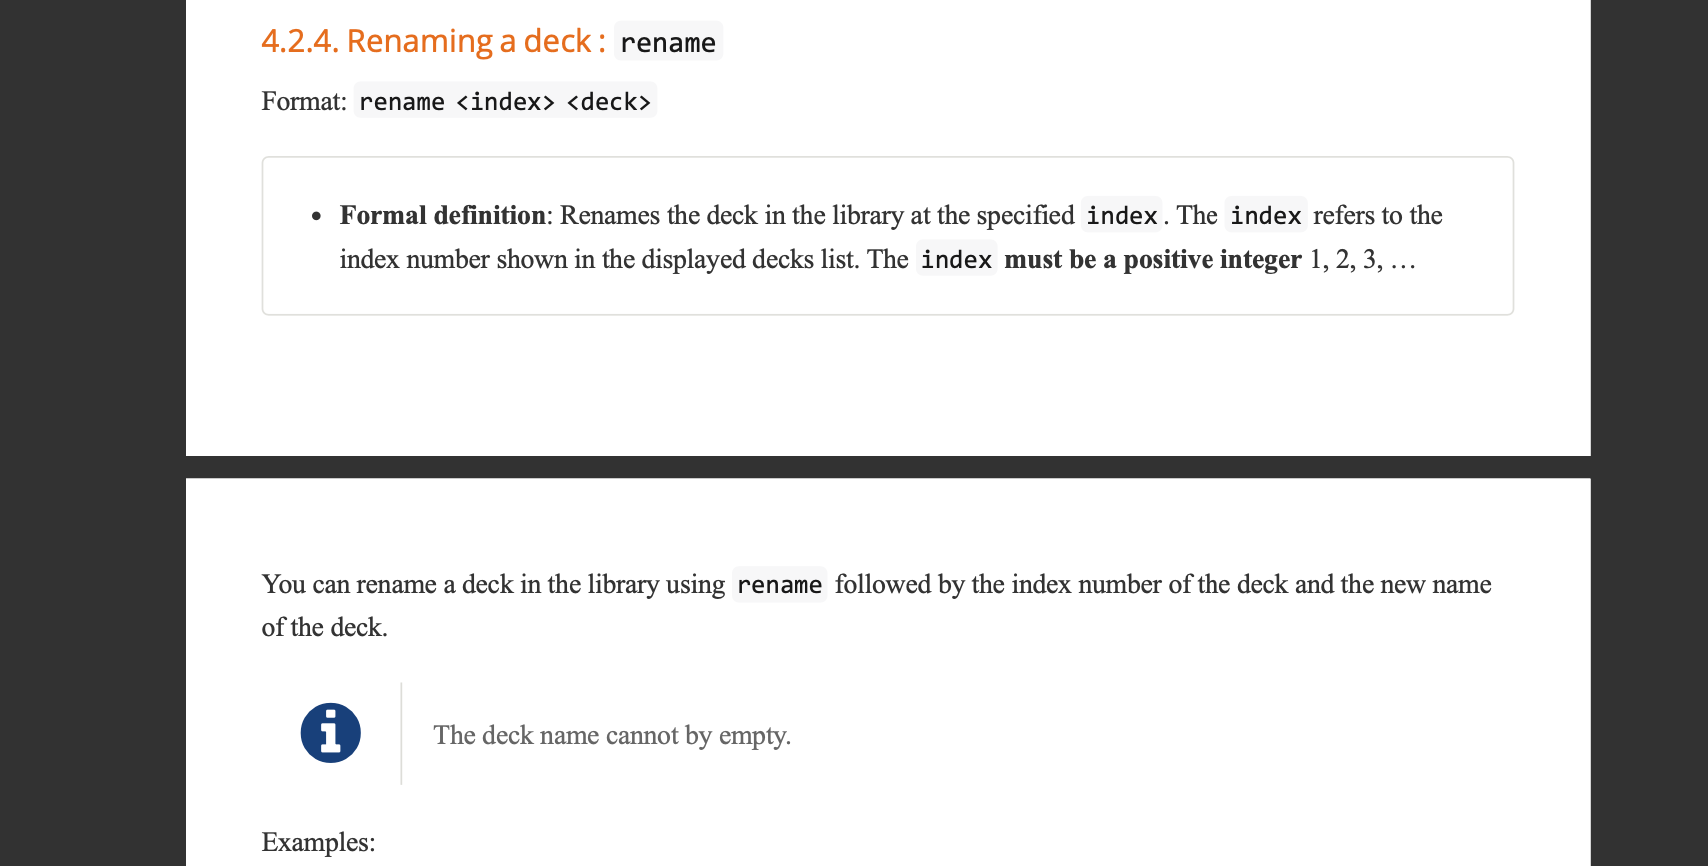 4.2.4. Renaming a deck : rename
Format: rename <index> <deck>
• Formal definition: Renames the deck in the library at the specified index. The index refers to the
index number shown in the displayed decks list. The index must be a positive integer 1, 2, 3, …
You can rename a deck in the library using rename followed by the index number of the deck and the new name
of the deck.
The deck name cannot by empty.
Examples: